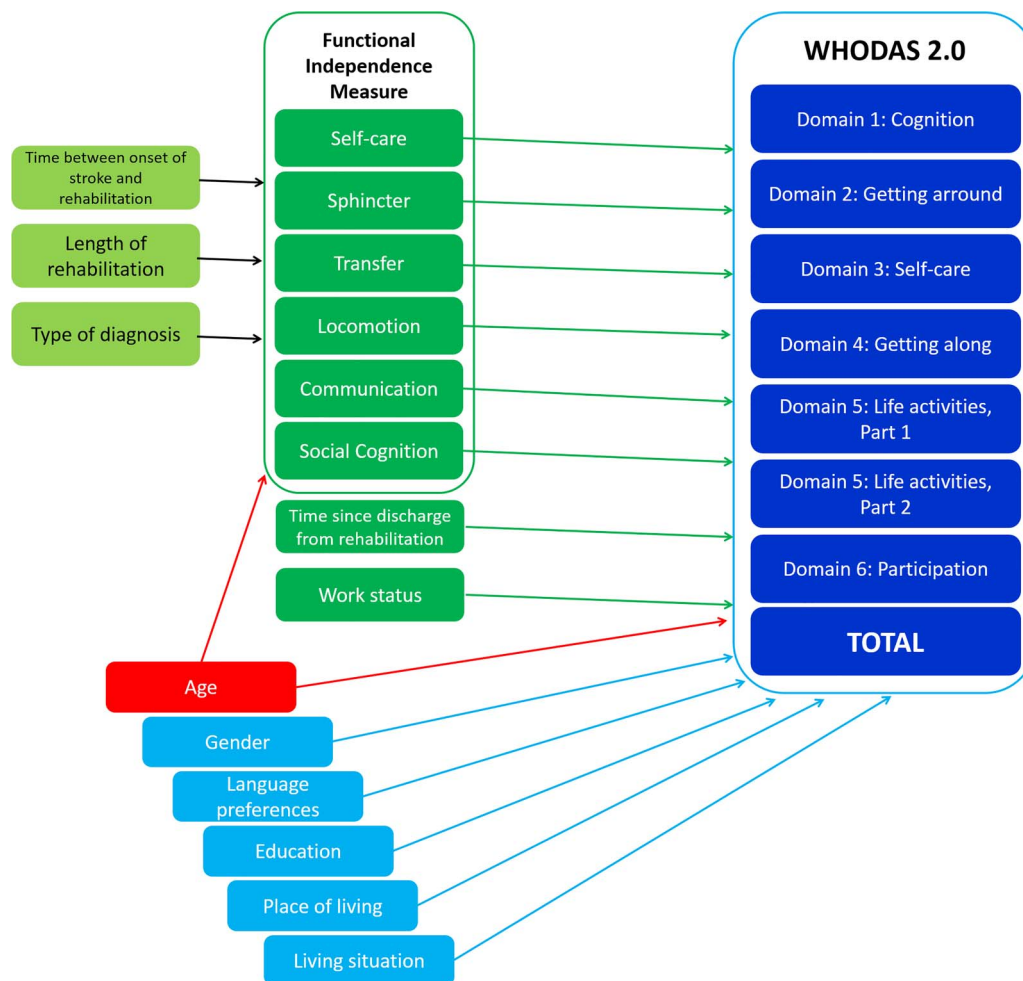 Functional
Independence
Measure
Self-care
Sphincter
Transfer
Locomotion
Communication
Social Cognition
Time between onset of
stroke and
rehabilitation
Length of
rehabilitation
Type of diagnosis
Time since discharge
from rehabilitation
Work status
Age
Gender
Language
preferences
Education
Place of living
Living situation
WHODAS 2.0
Domain 1: Cognition
Domain 2: Getting arround
Domain 3: Self-care
Domain 4: Getting along
Domain 5: Life activities,
Part 1
Domain 5: Life activities,
Part 2
Domain 6: Participation
TOTAL